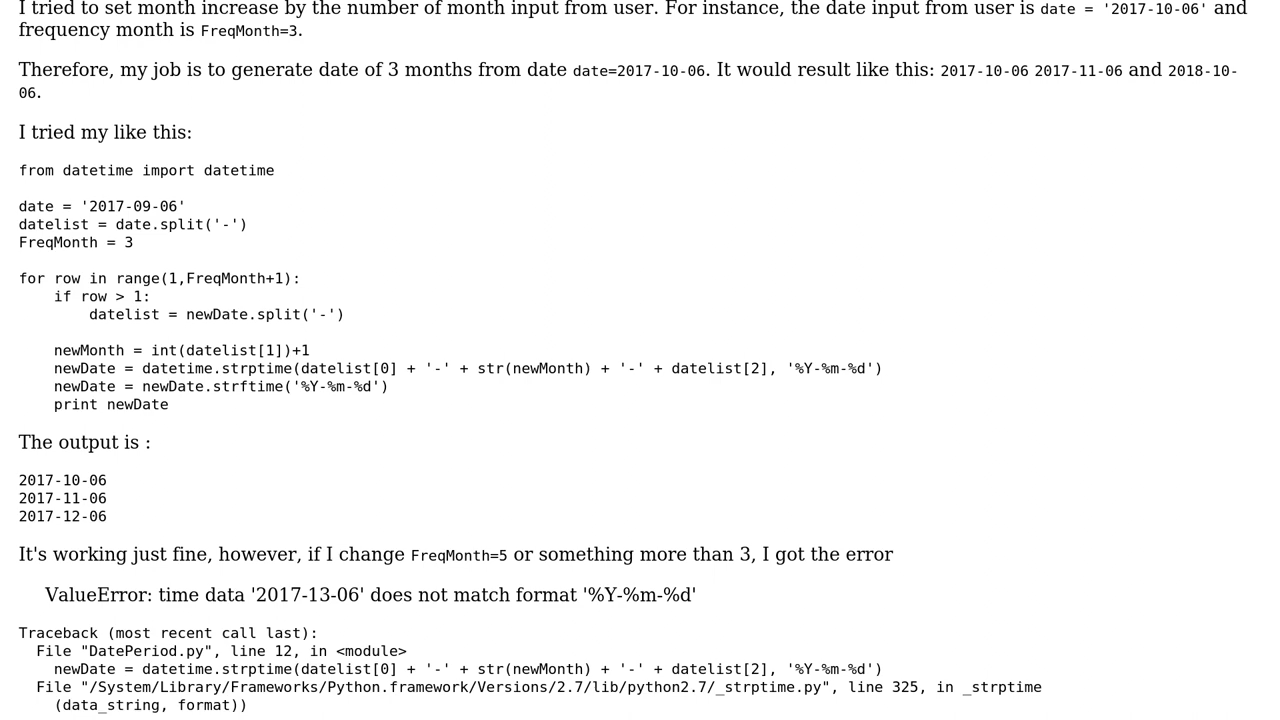 I tried to set month increase by the number of month input from user. For instance, the date input from user is date = '2017-10-06' and
frequency month is FreqMonth=3.
Therefore, my job is to generate date of 3 months from date date=2017-10-06. It would result like this: 2017-10-06 2017-11-06 and 2018-10-
06.
I tried my like this:
from datetime import datetime
date = '2017-09-06'
datelist = date.split('-')
FreqMonth = 3
for row in range(1,FreqMonth+1):
    if row > 1:
        datelist = newDate.split('-')
    newMonth = int(datelist[1])+1
    newDate = datetime.strptime(datelist[0] + '-' + str(newMonth) + '-' + datelist[2], '%Y-%m-%d')
    newDate = newDate.strftime('%Y-%m-%d')
    print newDate
The output is :
2017-10-06
2017-11-06
2017-12-06
It's working just fine, however, if I change FreqMonth=5 or something more than 3, I got the error
ValueError: time data '2017-13-06' does not match format '%Y-%m-%d'
Traceback (most recent call last):
  File "DatePeriod.py", line 12, in <module>
    newDate = datetime.strptime(datelist[0] + '-' + str(newMonth) + '-' + datelist[2], '%Y-%m-%d')
  File "/System/Library/Frameworks/Python.framework/Versions/2.7/lib/python2.7/_strptime.py", line 325, in _strptime
    (data_string, format))